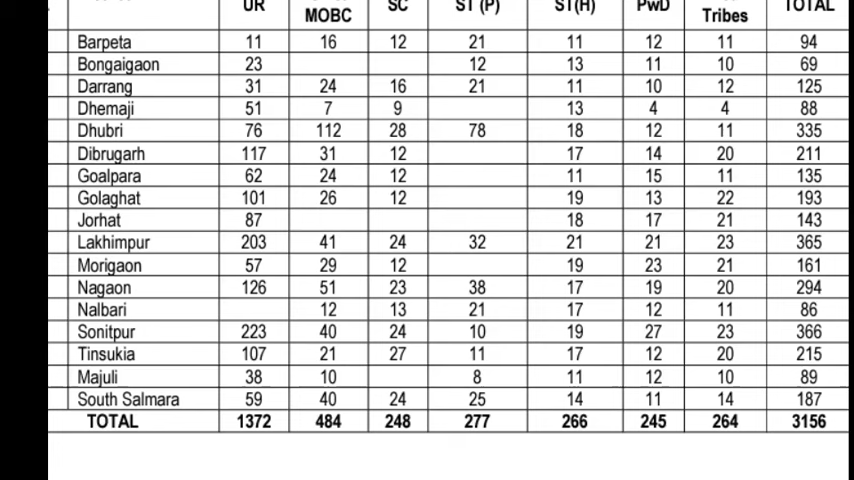 UR MOBC SC ST (P) ST(H) PwD Tribes TOTAL
Barpeta 11 16 12 21 11 12 11 94
Bongaigaon 23 12 13 11 10 69
Darrang 31 24 16 21 11 10 12 125
Dhemaji 51 7 9 13 4 4 88
Dhubri 76 112 28 78 18 12 11 335
Dibrugarh 117 31 12 17 14 20 211
Goalpara 62 24 12 11 15 11 135
Golaghat 101 26 12 19 13 22 193
Jorhat 87 18 17 21 143
Lakhimpur 203 41 24 32 21 21 23 365
Morigaon 57 29 12 19 23 21 161
Nagaon 126 51 23 38 17 19 20 294
Nalbari 12 13 21 17 12 11 86
Sonitpur 223 40 24 10 19 27 23 366
Tinsukia 107 21 27 11 17 12 20 215
Majuli 38 10 8 11 12 10 89
South Salmara 59 40 24 25 14 11 14 187
TOTAL 1372 484 248 277 266 245 264 3156